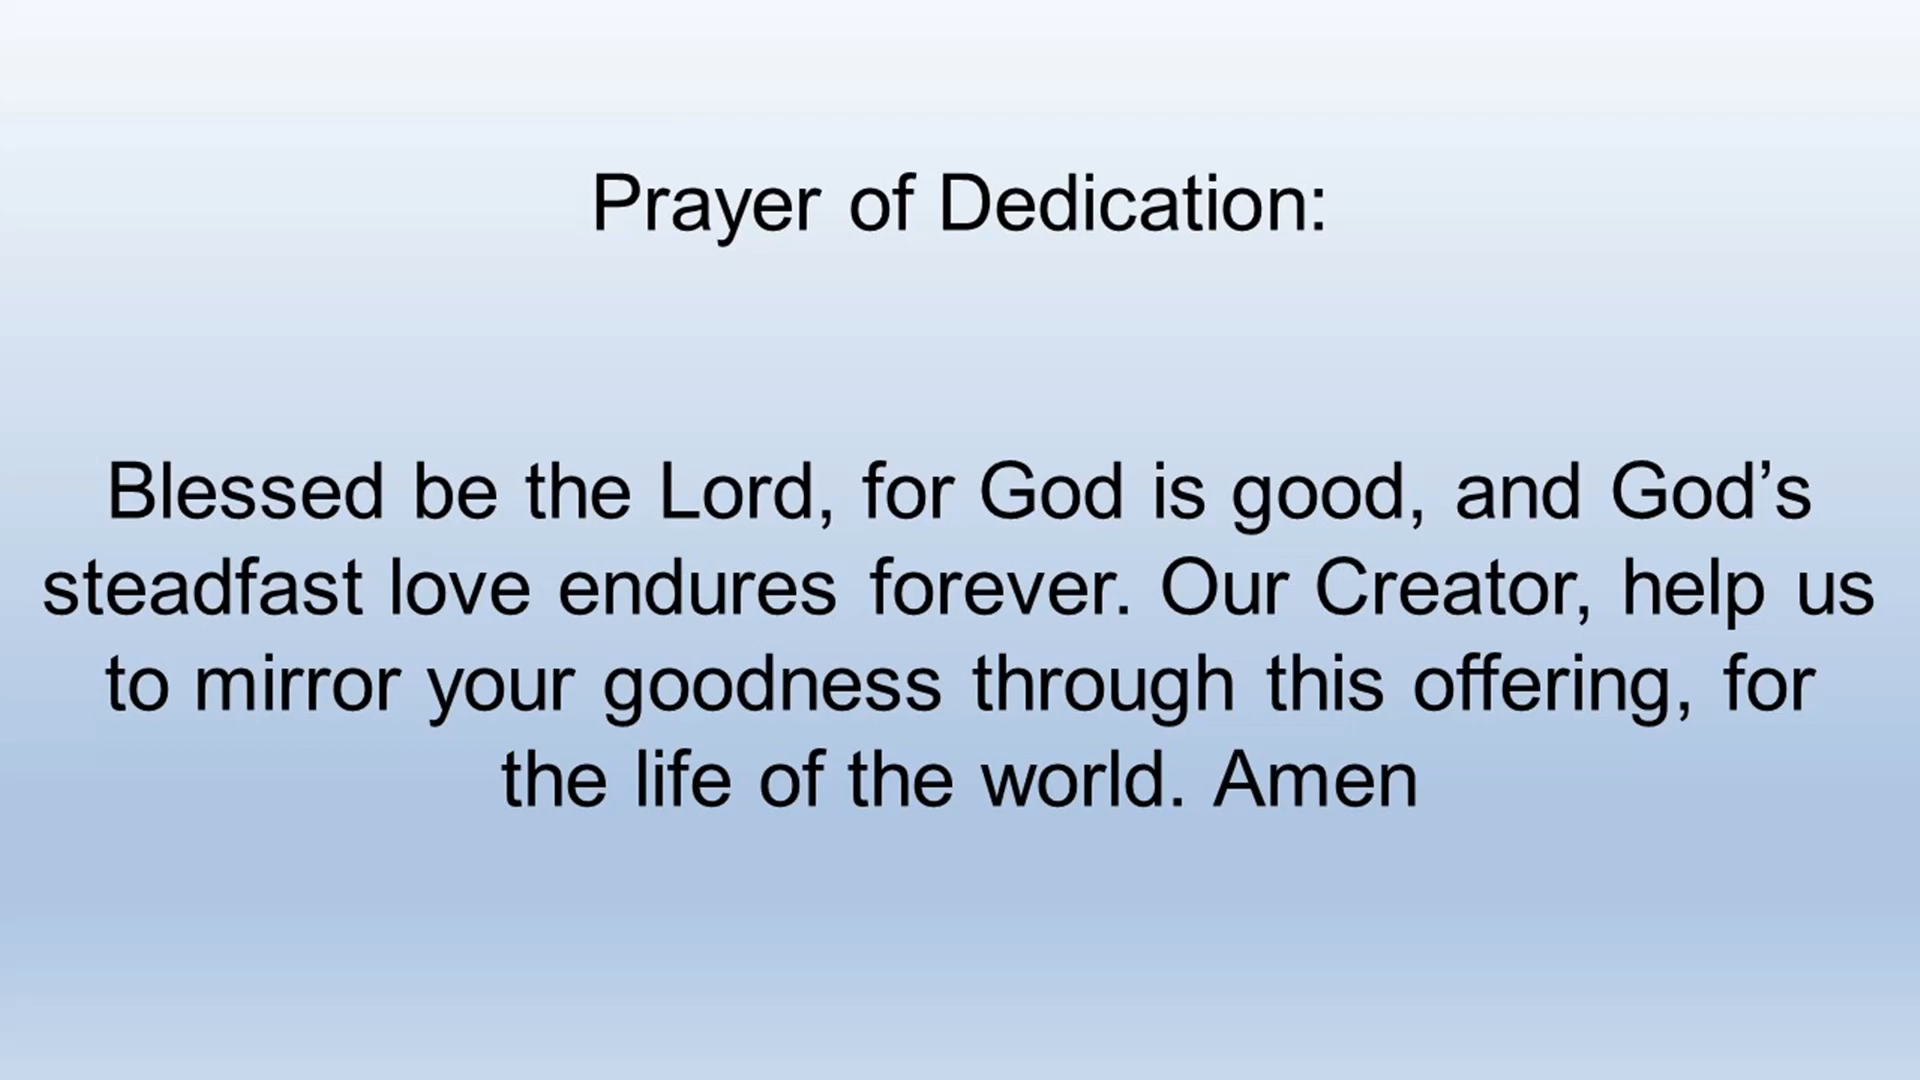 Prayer of Dedication:
Blessed be the Lord, for God is good, and God’s
steadfast love endures forever. Our Creator, help us
to mirror your goodness through this offering, for
the life of the world. Amen